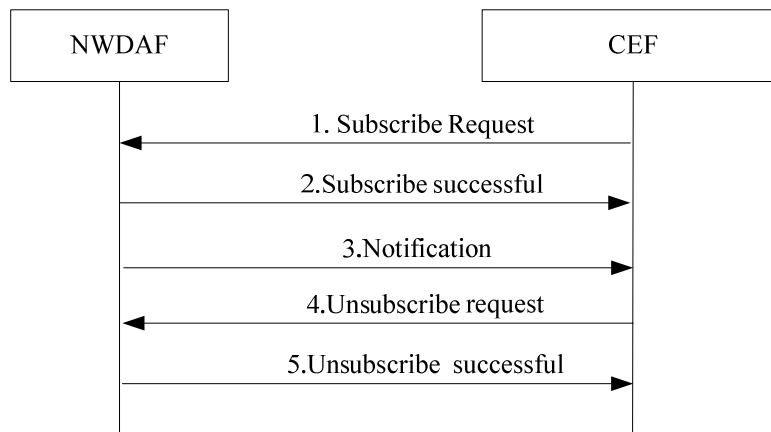 NWDAF
CEF
1. Subscribe Request
2.Subscribe successful
3.Notification
4.Unsubscribe request
5.Unsubscribe successful